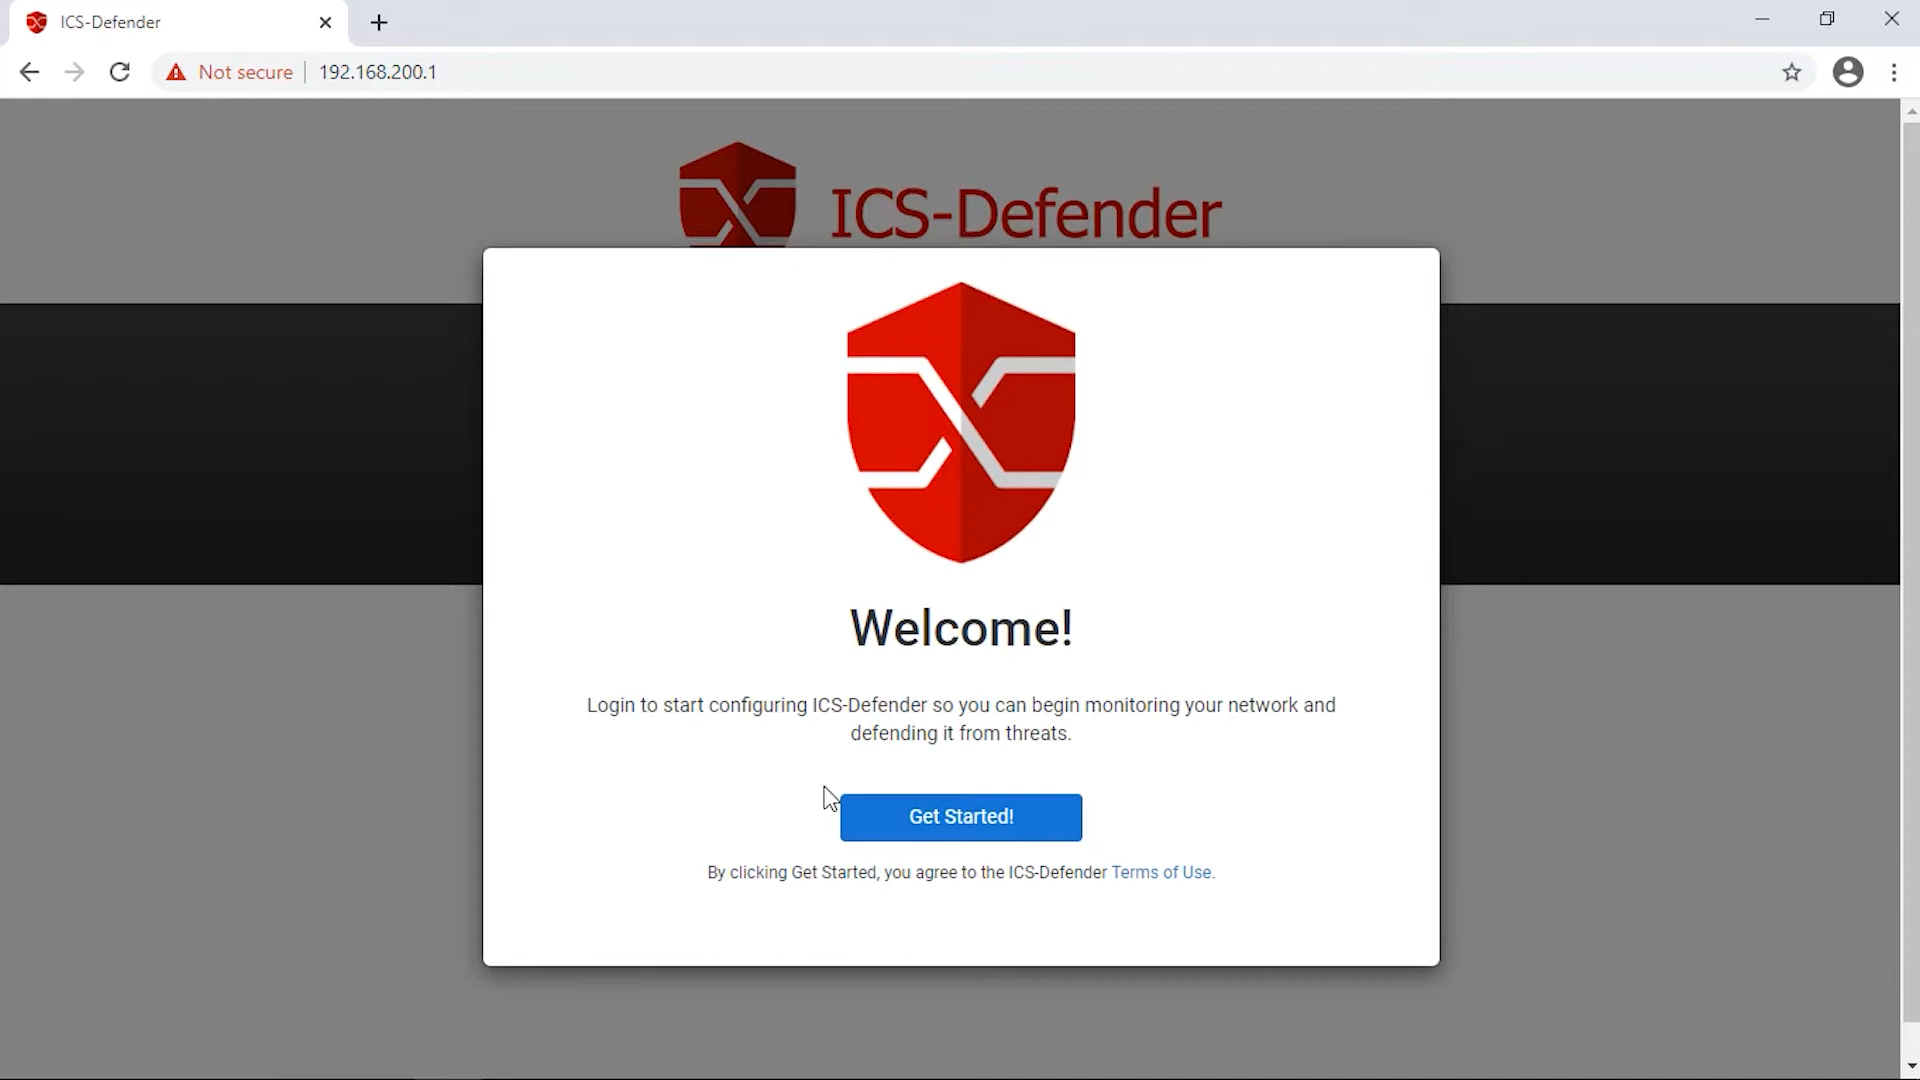 ICS-Defender
Not secure
192.168.200.1
ICS-Defender
Welcome!
Login to start configuring ICS-Defender so you can begin monitoring your network and
defending it from threats.
Get Started!
By clicking Get Started, you agree to the ICS-Defender Terms of Use.